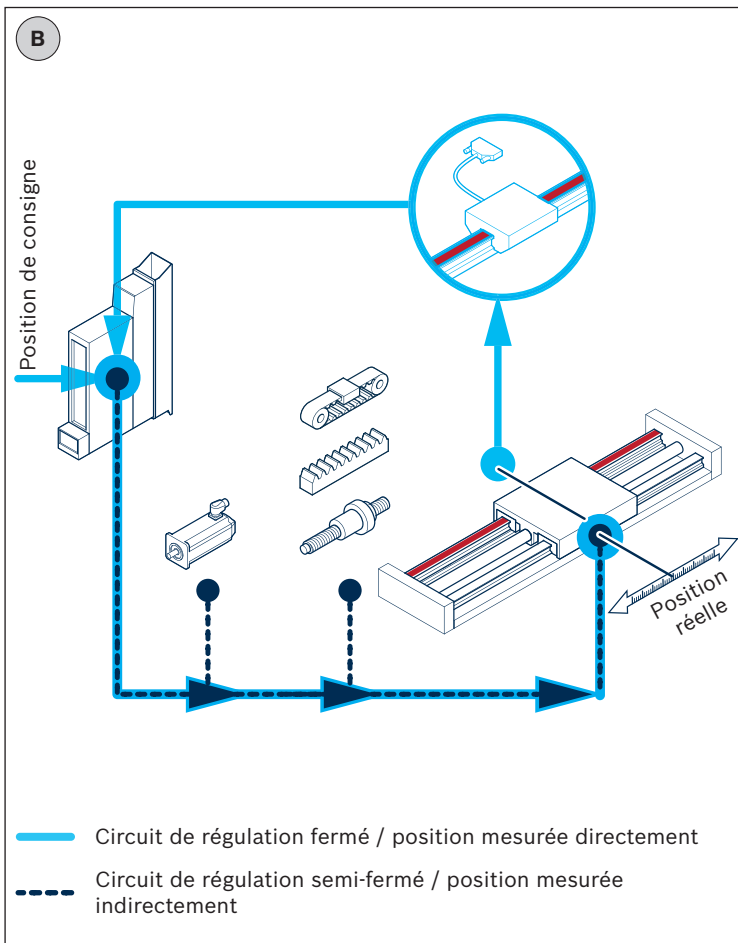 B
Position de consigne
Position
réelle
Circuit de régulation fermé / position mesurée directement
Circuit de régulation semi-fermé / position mesurée
indirectement